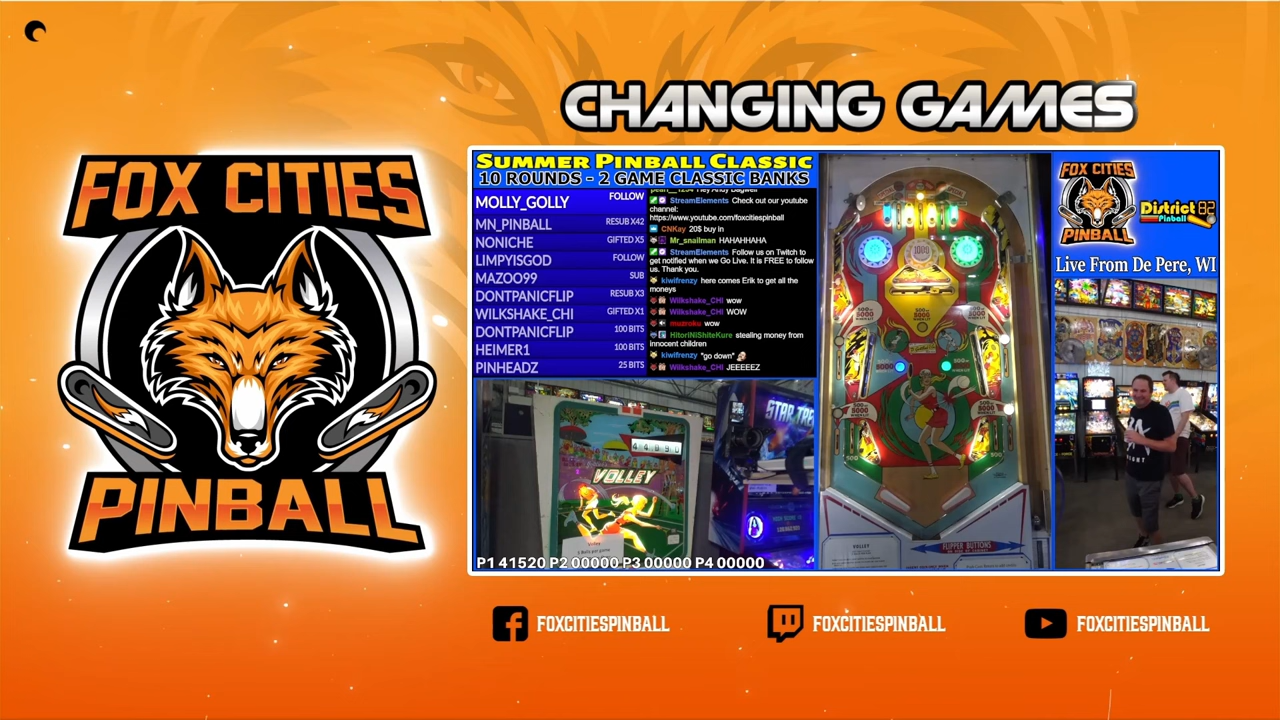 CHANGING GAMES
FOX CITIES
PINBALL
SUMMER PINBALL CLASSIC
10 ROUNDS - 2 GAME CLASSIC BANKS
MOLLY_GOLLY FOLLOW
MN_PINBALL RESUB X42
NONICHE GIFTED X5
LIMPYISGOD FOLLOW
MAZOO99 SUB
DONTPANICFLIP RESUB X3
WILKSHAKE_CHI GIFTED X1
DONTPANICFLIP 100 BITS
HEIMER1 100 BITS
PINHEADZ 25 BITS
StreamElements Check out our youtube
channel:
https://www.youtube.com/foxcitiespinball
CNKay 20$ buy in
Mr_snailman HAHAHHAHA
StreamElements Follow us on Twitch to
get notified when we Go Live. It is FREE to follow
us. Thank you.
kiwifrenzy here comes Erik to get all the
moneys
Wilkshake_CHI wow
Wilkshake_CHI WOW
muzroku wow
HitoriNiShiteKure stealing money from
innocent children
kiwifrenzy "go down"
Wilkshake_CHI JEEEEEZ
VOLLEY
STAR TRE
P1 41520 P2 00000 P3 00000 P4 00000
VOLLEY
FLIPPER BUTTONS
FOX CITIES
PINBALL
District 82
Pinball
Live From De Pere, WI
FOXCITIESPINBALL
FOXCITIESPINBALL
FOXCITIESPINBALL